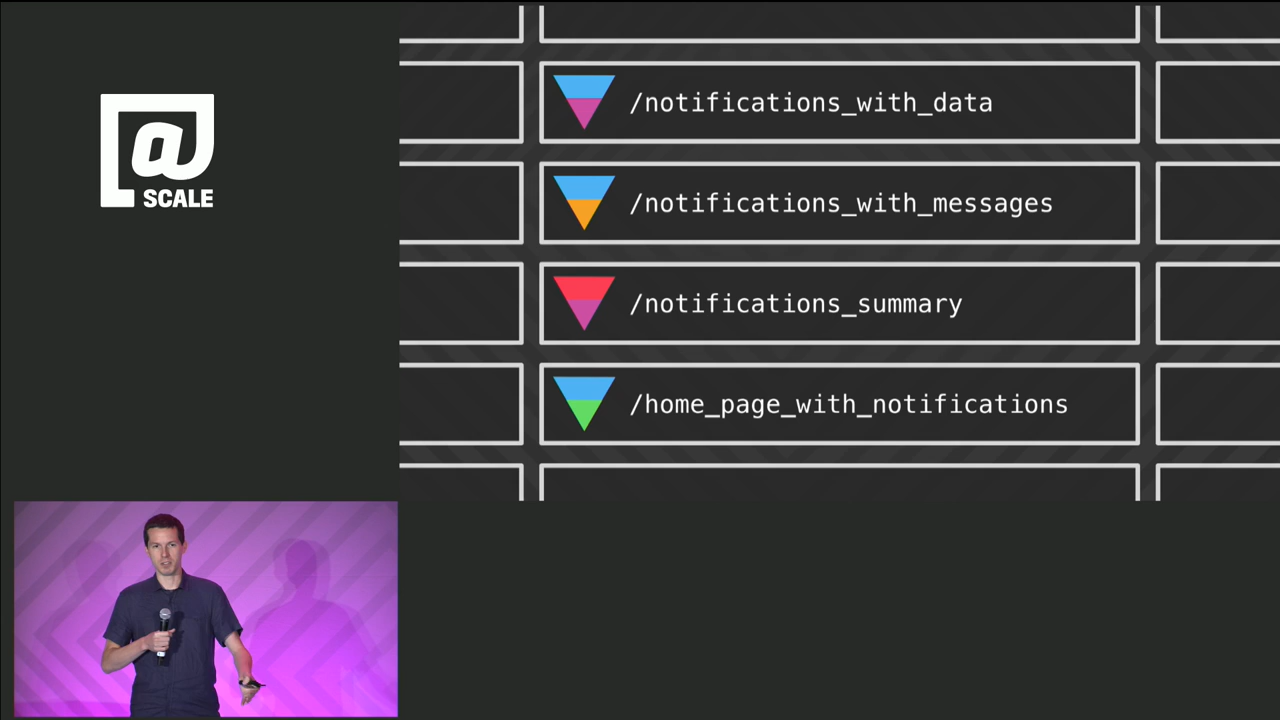 @
SCALE
/notifications_with_data
/notifications_with_messages
/notifications_summary
/home_page_with_notifications